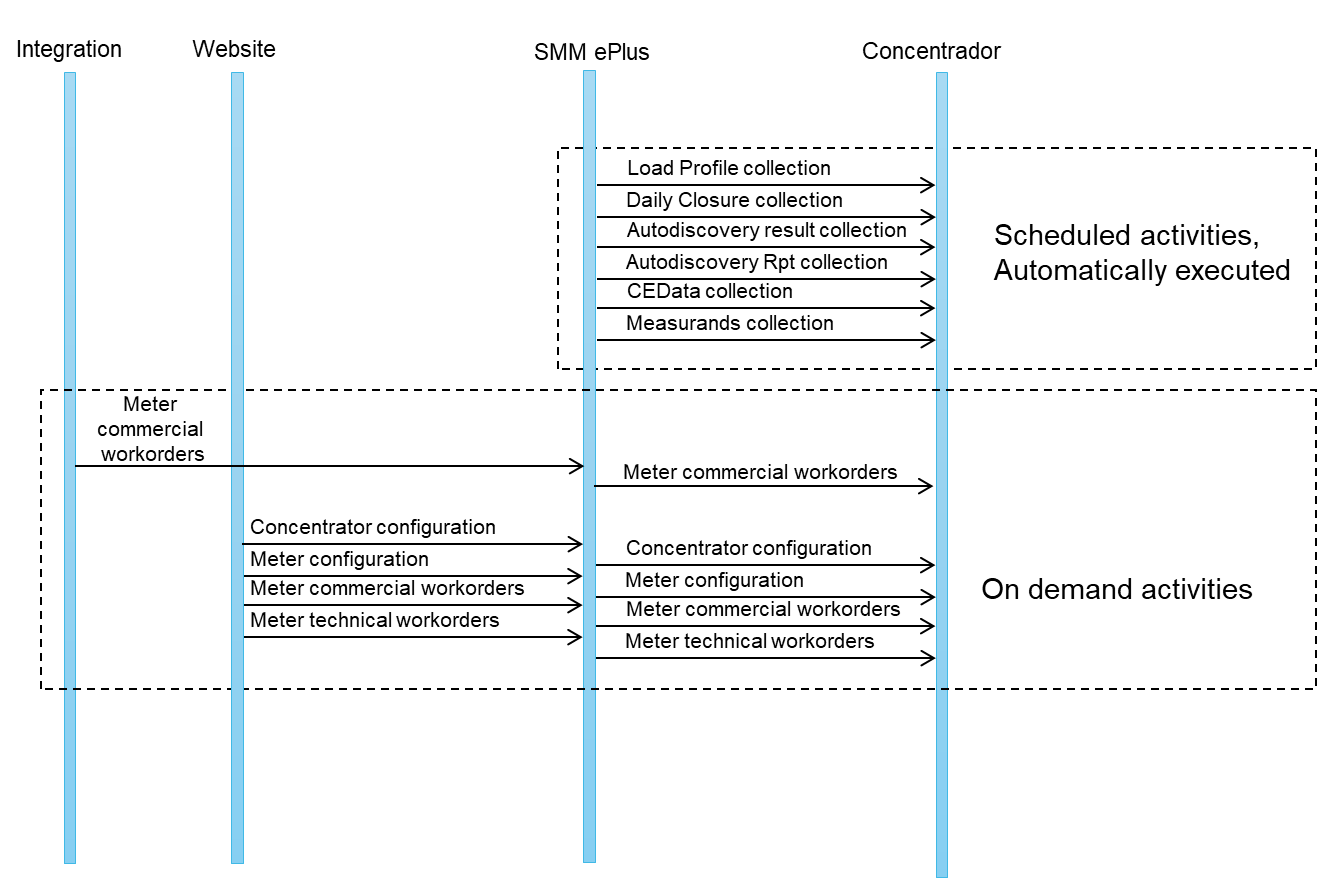 Integration
Website
SMM ePlus
Concentrador
Load Profile collection
Daily Closure collection
Autodiscovery result collection
Autodiscovery Rpt collection
CEData collection
Measurands collection
Scheduled activities,
Automatically executed
Meter
commercial
workorders
Meter commercial workorders
Concentrator configuration
Meter configuration
Meter commercial workorders
Meter technical workorders
Concentrator configuration
Meter configuration
Meter commercial workorders
Meter technical workorders
On demand activities